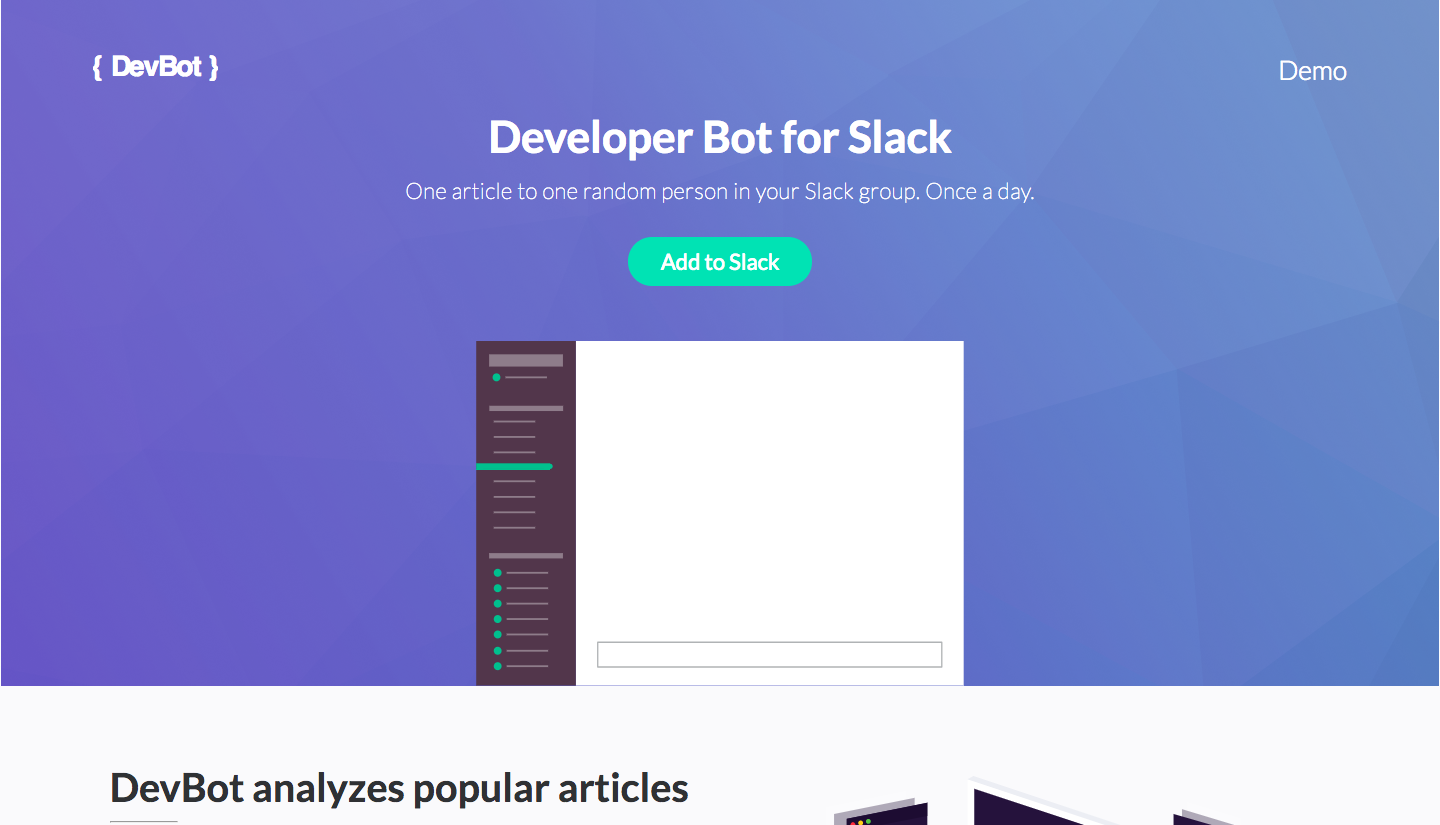 { DevBot }
Demo
Developer Bot for Slack
One article to one random person in your Slack group. Once a day.
Add to Slack
DevBot analyzes popular articles